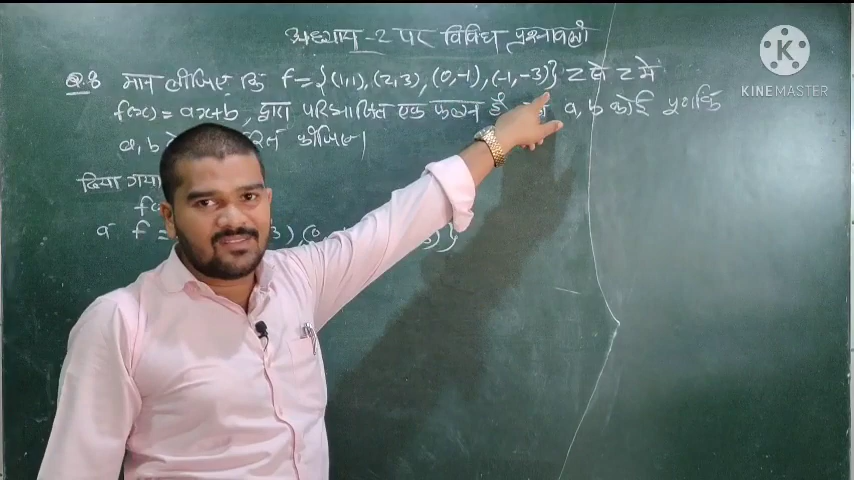 अध्याय - 2 पर विविध प्रश्नावली
KINEMASTER
Q.8 मान लीजिए कि f = {(1,1), (2,3), (0,-1), (-1,-3)} Z से Z में
f(x) = ax+b, द्वारा परिभाषित एक फलन है a, b कोई पूर्णांक
a, b कीजिए।
दिया गया
f =